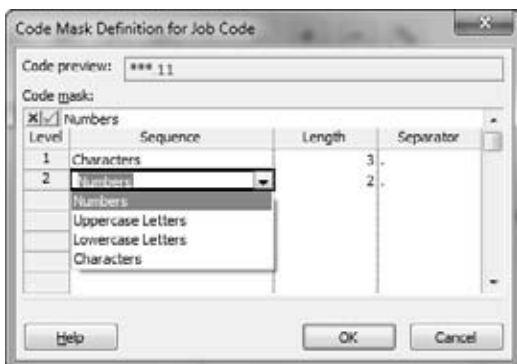 Code Mask Definition for Job Code
Code preview: ***.11
Code mask:
Numbers
Level Sequence Length Separator
1 Characters 3 .
2 Numbers 2 .
Numbers
Uppercase Letters
Lowercase Letters
Characters
Help OK Cancel